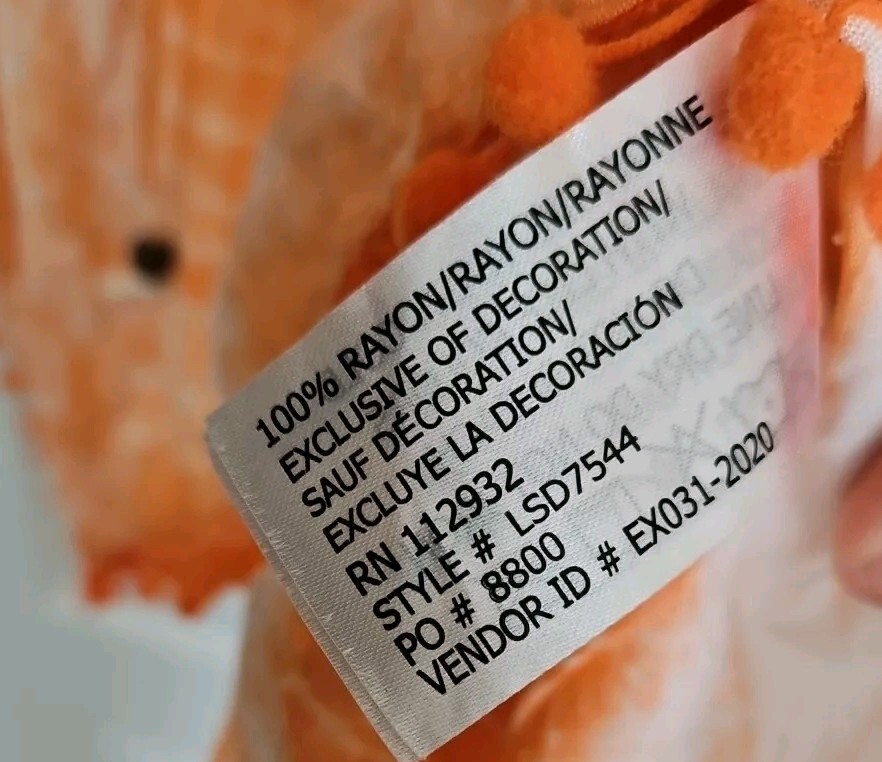 100% RAYON/RAYON/RAYONNE
EXCLUSIVE OF DECORATION/
SAUF DÉCORATION/
EXCLUYE LA DECORACIÓN
RN 112932
STYLE # LSD7544
PO # 8800
VENDOR ID # EX031-2020